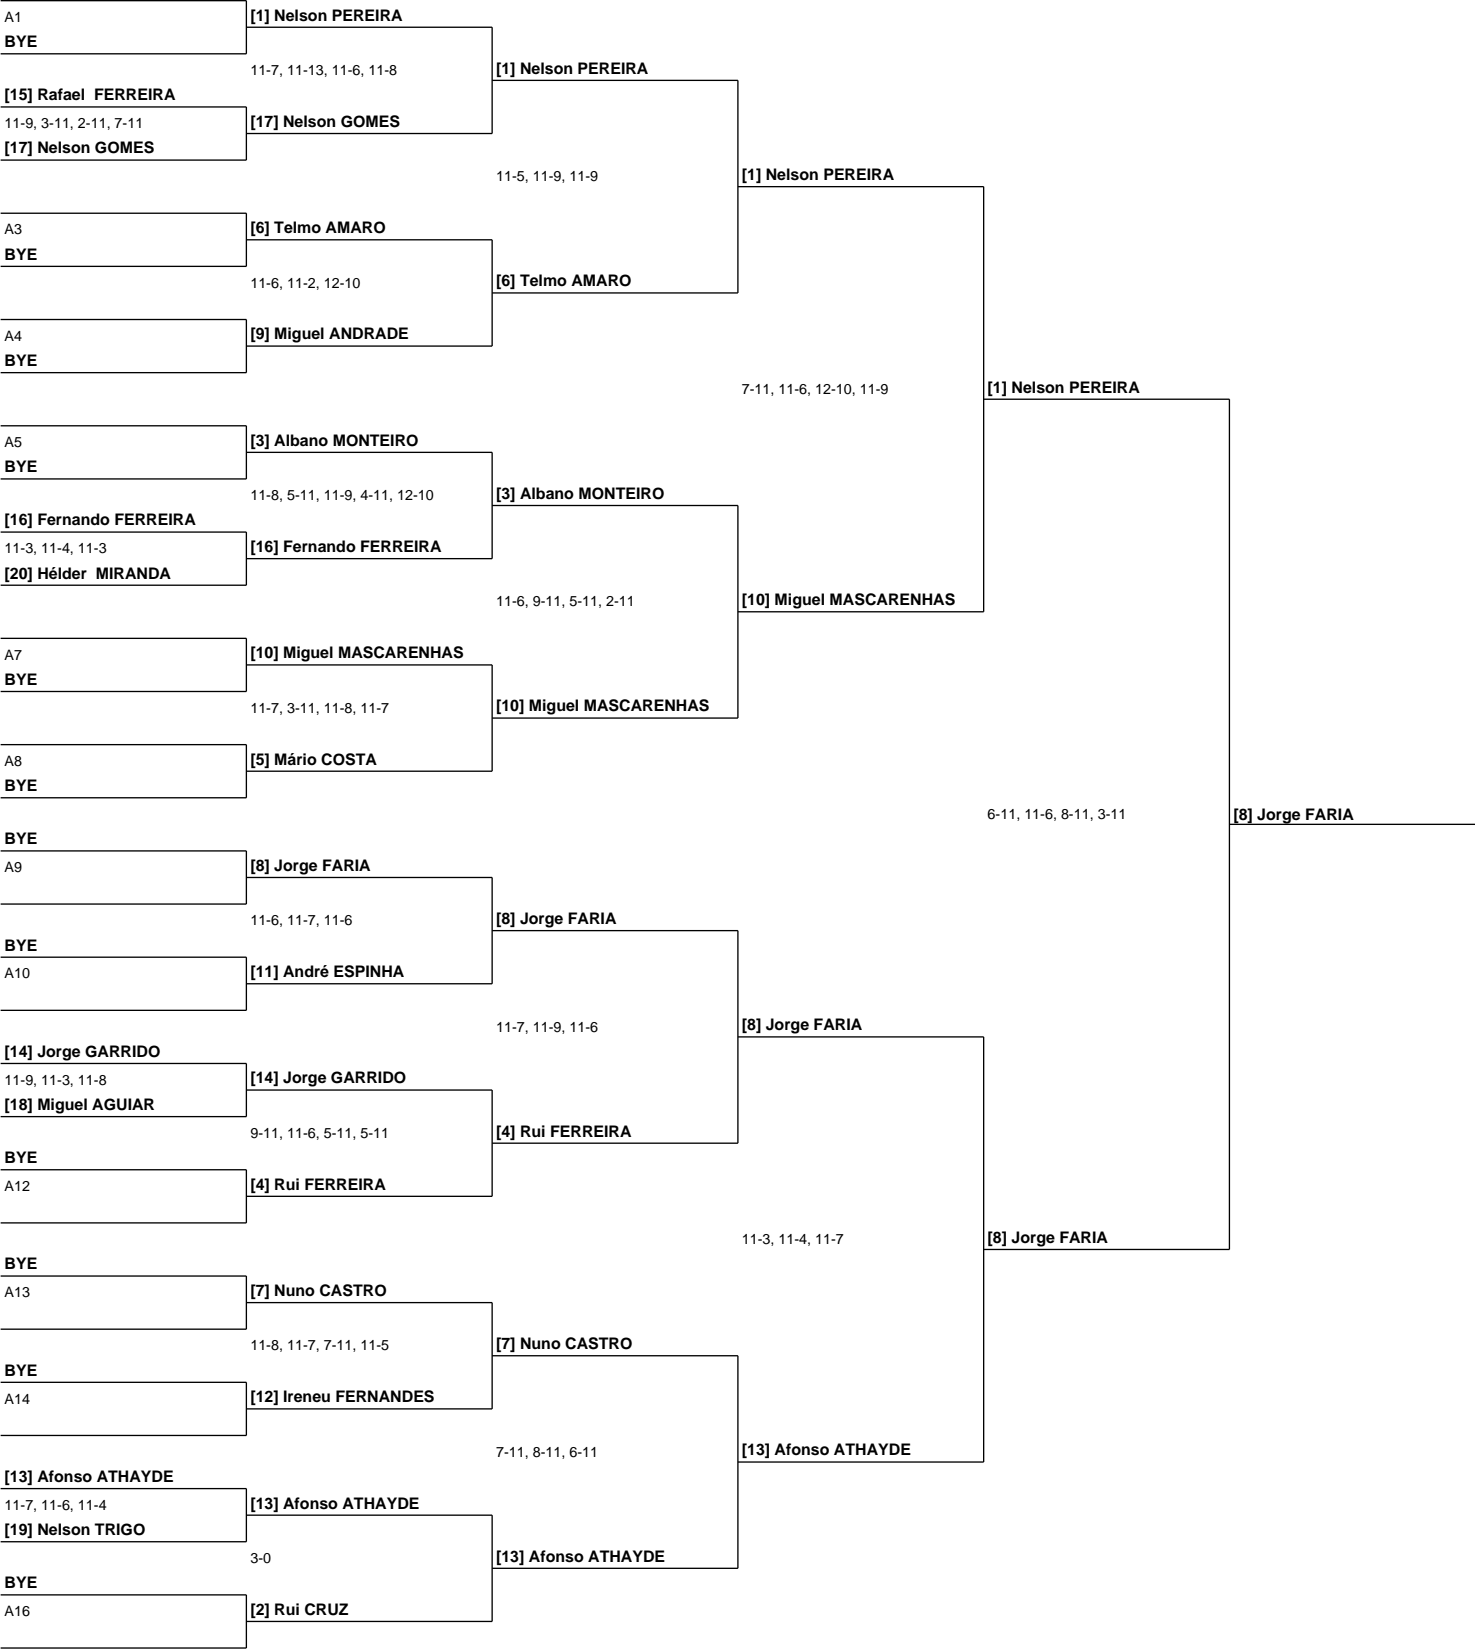 A1
BYE
[1] Nelson PEREIRA
11-7, 11-13, 11-6, 11-8
[1] Nelson PEREIRA
[15] Rafael  FERREIRA
11-9, 3-11, 2-11, 7-11
[17] Nelson GOMES
[17] Nelson GOMES
11-5, 11-9, 11-9
[1] Nelson PEREIRA
A3
BYE
[6] Telmo AMARO
11-6, 11-2, 12-10
[6] Telmo AMARO
A4
BYE
[9] Miguel ANDRADE
7-11, 11-6, 12-10, 11-9
[1] Nelson PEREIRA
A5
BYE
[3] Albano MONTEIRO
11-8, 5-11, 11-9, 4-11, 12-10
[3] Albano MONTEIRO
[16] Fernando FERREIRA
11-3, 11-4, 11-3
[20] Hélder  MIRANDA
[16] Fernando FERREIRA
11-6, 9-11, 5-11, 2-11
[10] Miguel MASCARENHAS
A7
BYE
[10] Miguel MASCARENHAS
11-7, 3-11, 11-8, 11-7
[10] Miguel MASCARENHAS
A8
BYE
[5] Mário COSTA
6-11, 11-6, 8-11, 3-11
[8] Jorge FARIA
BYE
A9
[8] Jorge FARIA
11-6, 11-7, 11-6
[8] Jorge FARIA
BYE
A10
[11] André ESPINHA
11-7, 11-9, 11-6
[8] Jorge FARIA
[14] Jorge GARRIDO
11-9, 11-3, 11-8
[18] Miguel AGUIAR
[14] Jorge GARRIDO
9-11, 11-6, 5-11, 5-11
[4] Rui FERREIRA
BYE
A12
[4] Rui FERREIRA
11-3, 11-4, 11-7
[8] Jorge FARIA
BYE
A13
[7] Nuno CASTRO
11-8, 11-7, 7-11, 11-5
[7] Nuno CASTRO
BYE
A14
[12] Ireneu FERNANDES
7-11, 8-11, 6-11
[13] Afonso ATHAYDE
[13] Afonso ATHAYDE
11-7, 11-6, 11-4
[19] Nelson TRIGO
[13] Afonso ATHAYDE
3-0
[13] Afonso ATHAYDE
BYE
A16
[2] Rui CRUZ